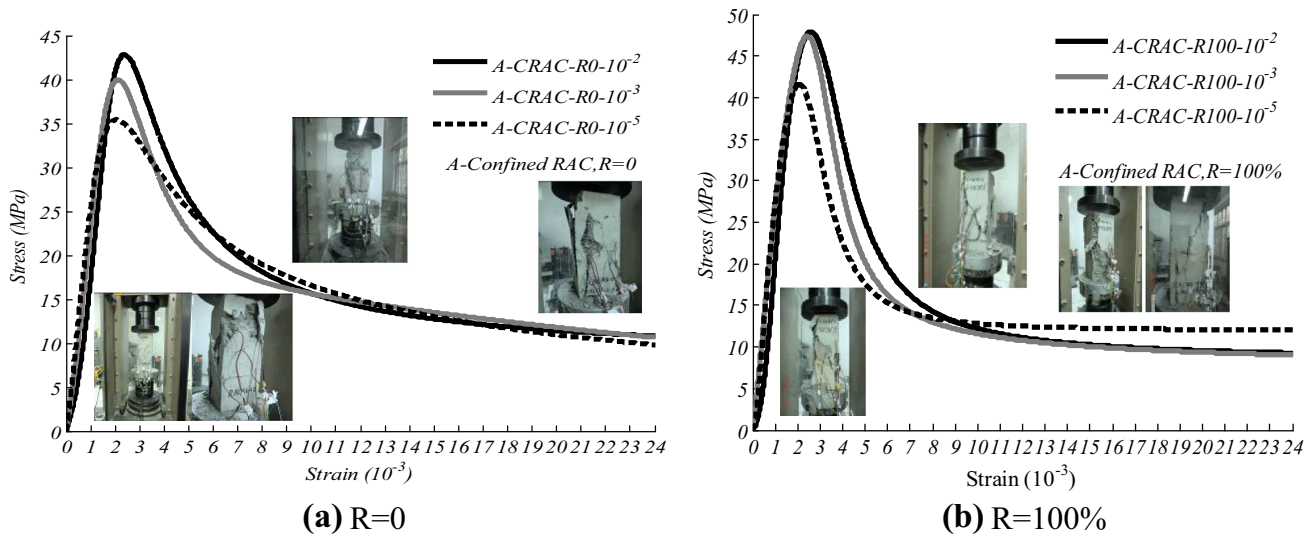 45
40
35
30
25
20
15
10
5
0
Stress (MPa)
A-CRAC-R0-10-2
A-CRAC-R0-10-3
A-CRAC-R0-10-5
A-Confined RAC,R=0
0 1 2 3 4 5 6 7 8 9 10 11 12 13 14 15 16 17 18 19 20 21 22 23 24
Strain (10-3)
(a) R=0
50
45
40
35
30
25
20
15
10
5
0
Stress (MPa)
A-CRAC-R100-10-2
A-CRAC-R100-10-3
A-CRAC-R100-10-5
A-Confined RAC,R=100%
0 1 2 3 4 5 6 7 8 9 10 11 12 13 14 15 16 17 18 19 20 21 22 23 24
Strain (10-3)
(b) R=100%